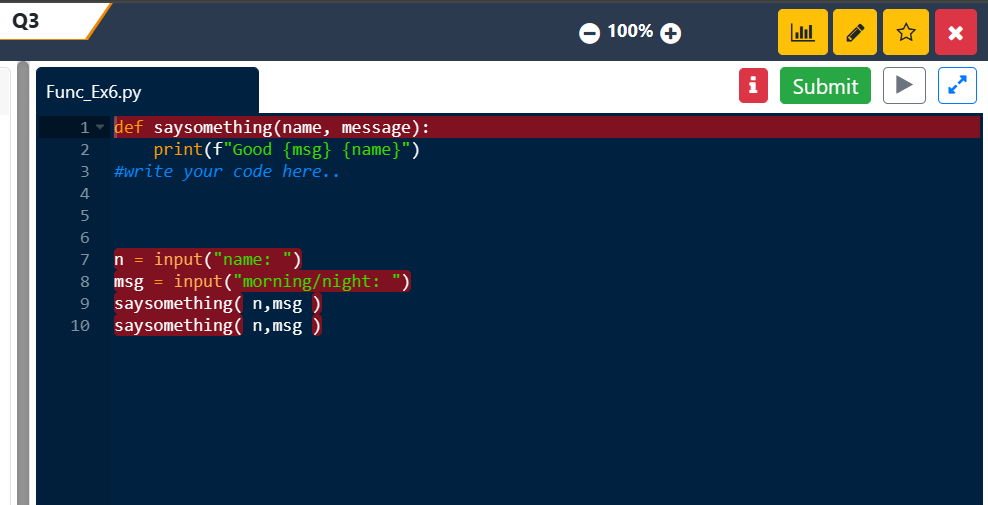 Q3
100%
Func_Ex6.py
Submit
1 def saysomething(name, message):
2     print(f"Good {msg} {name}")
3 #write your code here..
4
5
6
7 n = input("name: ")
8 msg = input("morning/night: ")
9 saysomething( n,msg )
10 saysomething( n,msg )